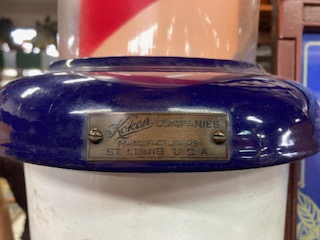 Koken COMPANIES
MANUFACTURERS
ST. LOUIS U.S.A